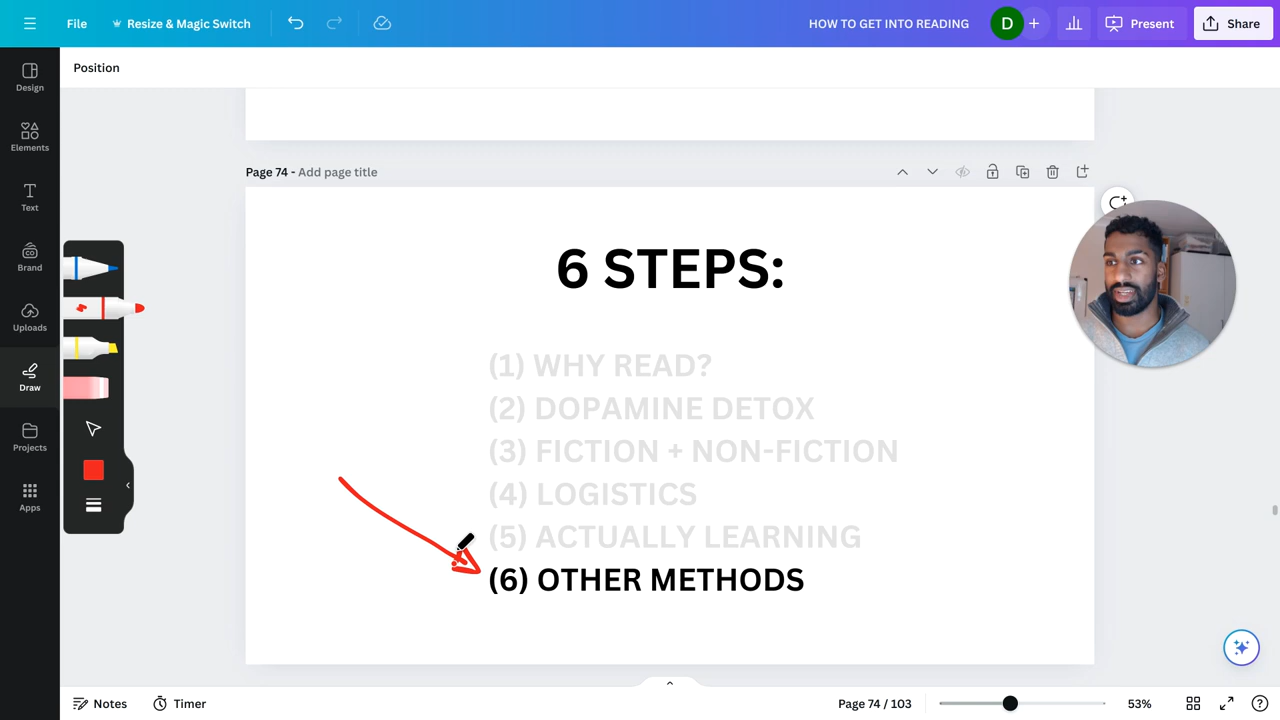 File
Resize & Magic Switch
HOW TO GET INTO READING
D
Present
Share
Position
Design
Elements
Text
Brand
Uploads
Draw
Projects
Apps
Page 74 - Add page title
6 STEPS:
(1) WHY READ?
(2) DOPAMINE DETOX
(3) FICTION + NON-FICTION
(4) LOGISTICS
(5) ACTUALLY LEARNING
(6) OTHER METHODS
Notes
Timer
Page 74 / 103
53%